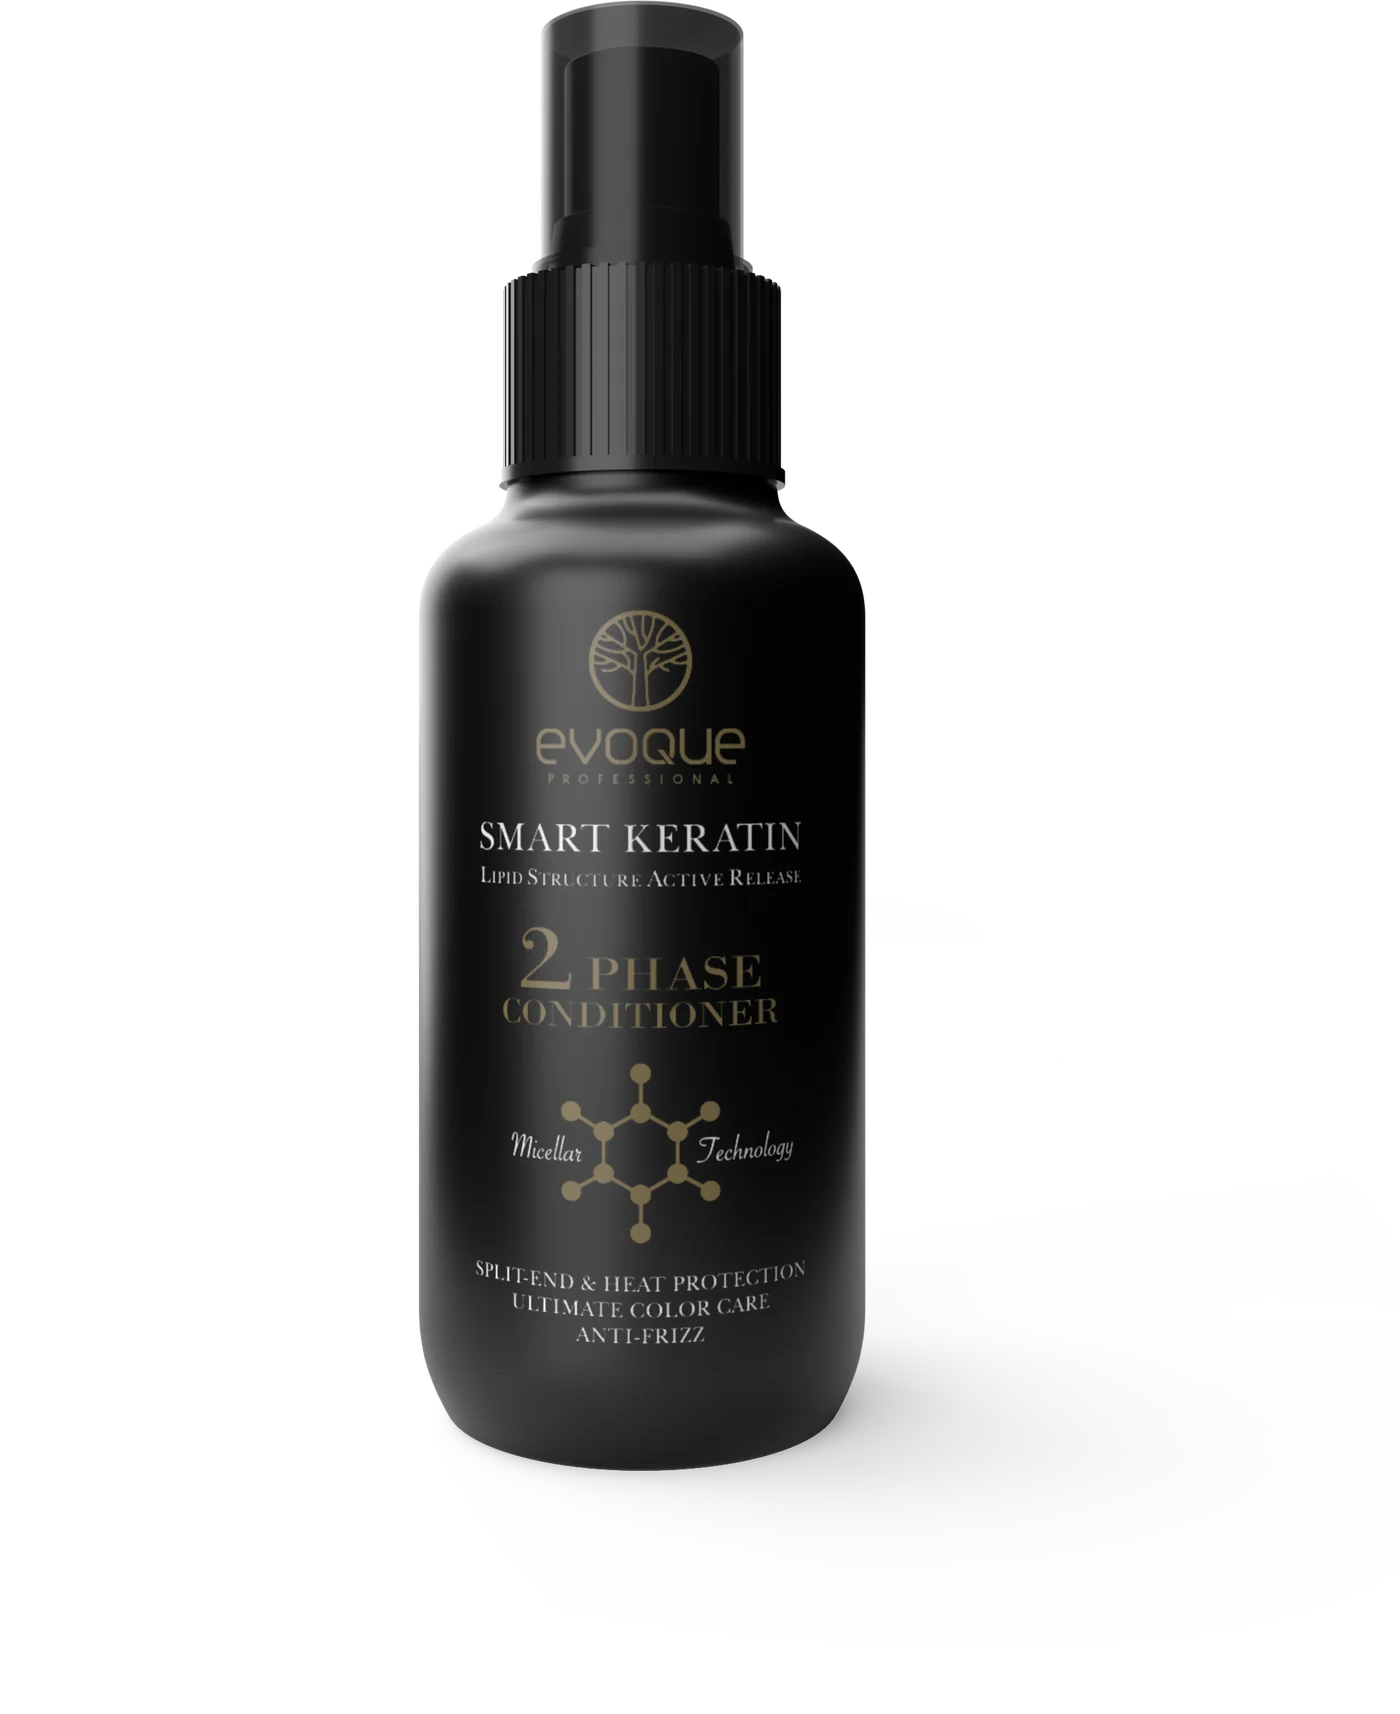 evoque
PROFESSIONAL
SMART KERATIN
LIPID STRUCTURE ACTIVE RELEASE
2 PHASE
CONDITIONER
Micellar Technology
SPLIT-END & HEAT PROTECTION
ULTIMATE COLOR CARE
ANTI-FRIZZ